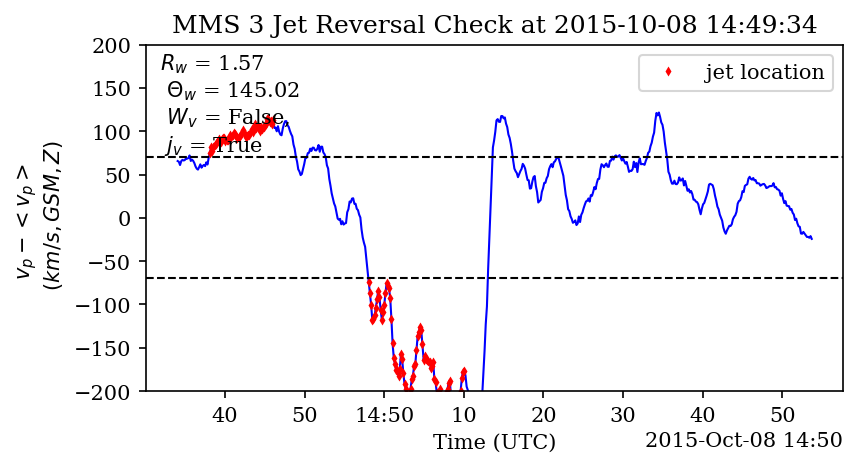 MMS 3 Jet Reversal Check at 2015-10-08 14:49:34
R_w = 1.57
Θ_w = 145.02
W_v = False
j_v = True
jet location
200
150
100
50
0
−50
−100
−150
−200
v_p − < v_p >
(km/s, GSM, Z)
40 50 14:50 10 20 30 40 50
Time (UTC)
2015-Oct-08 14:50